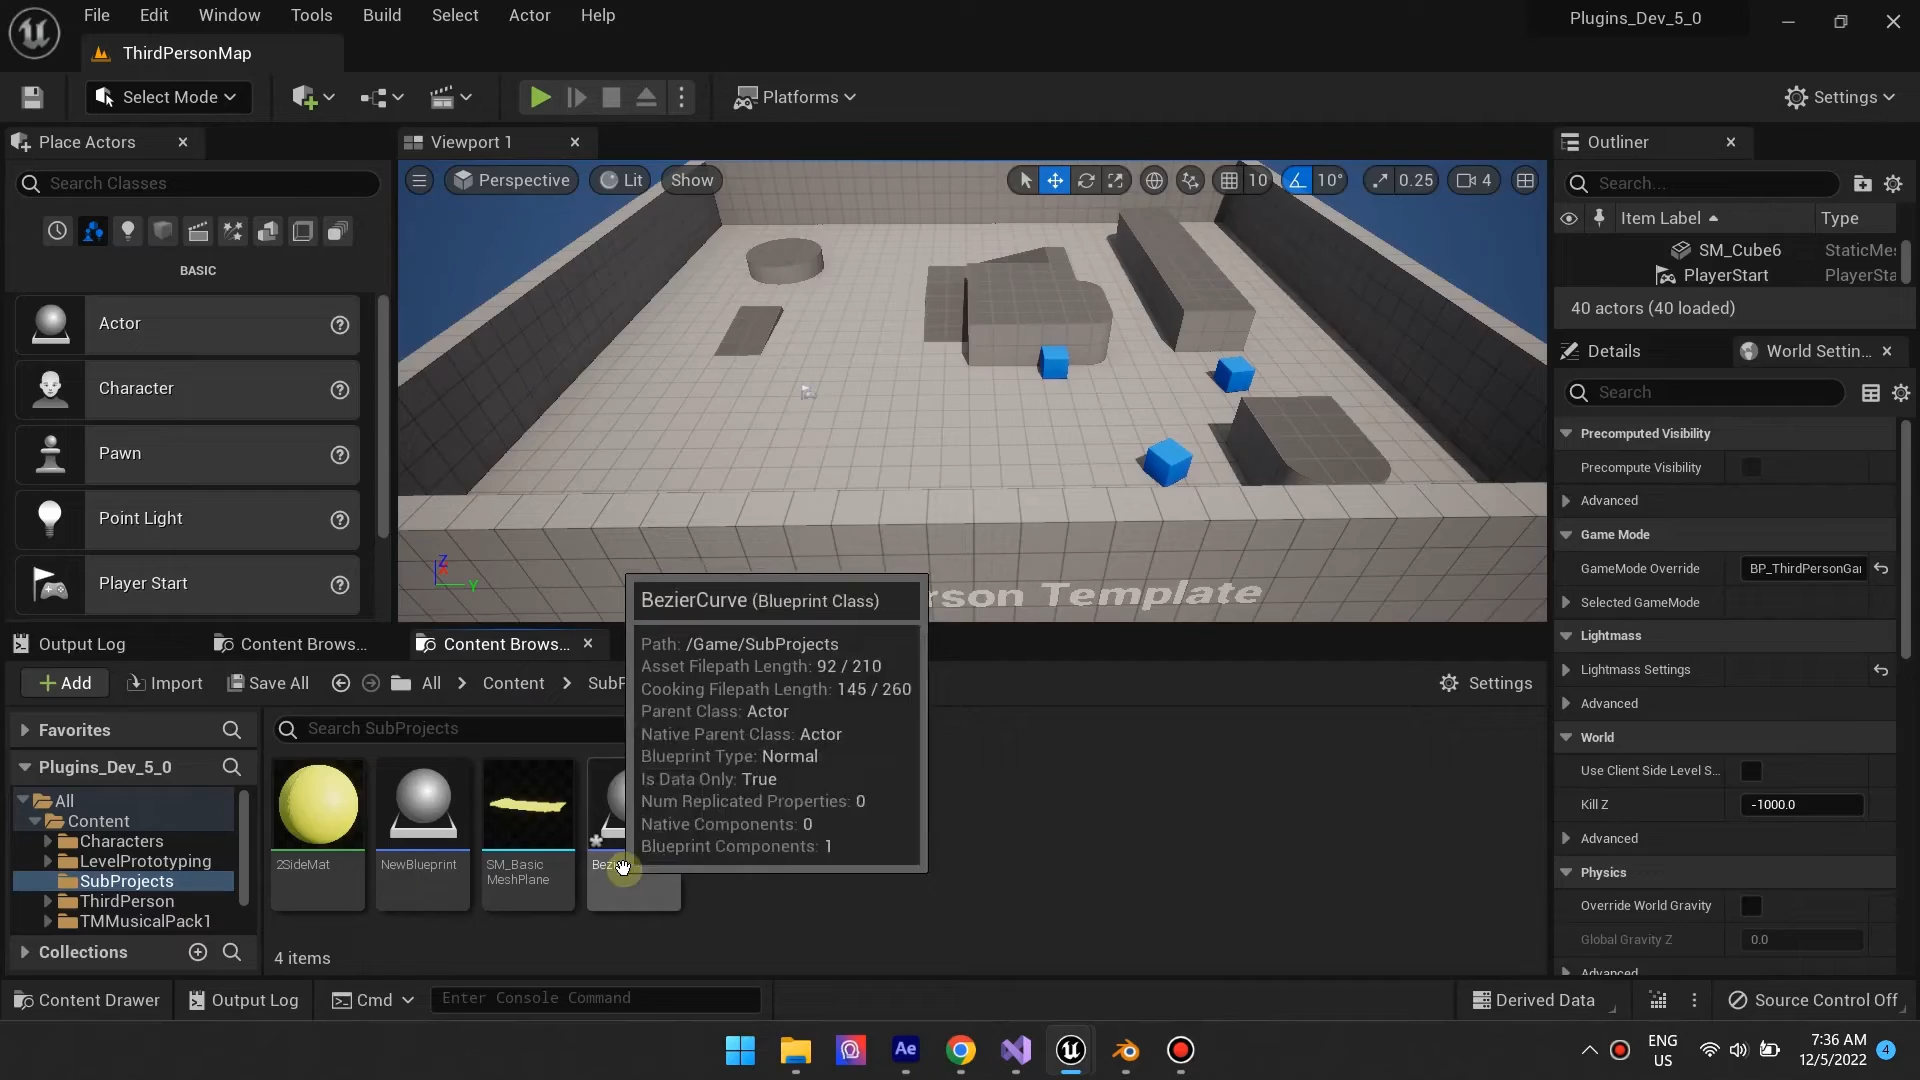 File Edit Window Tools Build Select Actor Help
Plugins_Dev_5_0
ThirdPersonMap
Select Mode
Platforms
Settings
Place Actors
Viewport 1
Outliner
Search Classes
Perspective
Lit
Show
10
10°
0.25
4
Search...
Item Label
Type
BASIC
SM_Cube6
StaticMe
PlayerStart
PlayerSta
40 actors (40 loaded)
Actor
Character
Pawn
Point Light
Player Start
Details
World Settin...
Search
Precomputed Visibility
Precompute Visibility
Advanced
Game Mode
GameMode Override
BP_ThirdPersonGa
Selected GameMode
Lightmass
Lightmass Settings
Advanced
World
Use Client Side Level S...
Kill Z
-1000.0
Advanced
Physics
Override World Gravity
Global Gravity Z
0.0
Advanced
Z
Y
rson Template
BezierCurve (Blueprint Class)
Path: /Game/SubProjects
Asset Filepath Length: 92 / 210
Cooking Filepath Length: 145 / 260
Parent Class: Actor
Native Parent Class: Actor
Blueprint Type: Normal
Is Data Only: True
Num Replicated Properties: 0
Native Components: 0
Blueprint Components: 1
Output Log
Content Brows...
Content Brows...
Add
Import
Save All
All
Content
SubP
Settings
Favorites
Search SubProjects
Plugins_Dev_5_0
All
Content
Characters
LevelPrototyping
SubProjects
ThirdPerson
TMMusicalPack1
Collections
2SideMat
NewBlueprint
SM_Basic
MeshPlane
Bezi
4 items
Content Drawer
Output Log
Cmd
Enter Console Command
Derived Data
Source Control Off
Ae
ENG
US
7:36 AM
12/5/2022
4